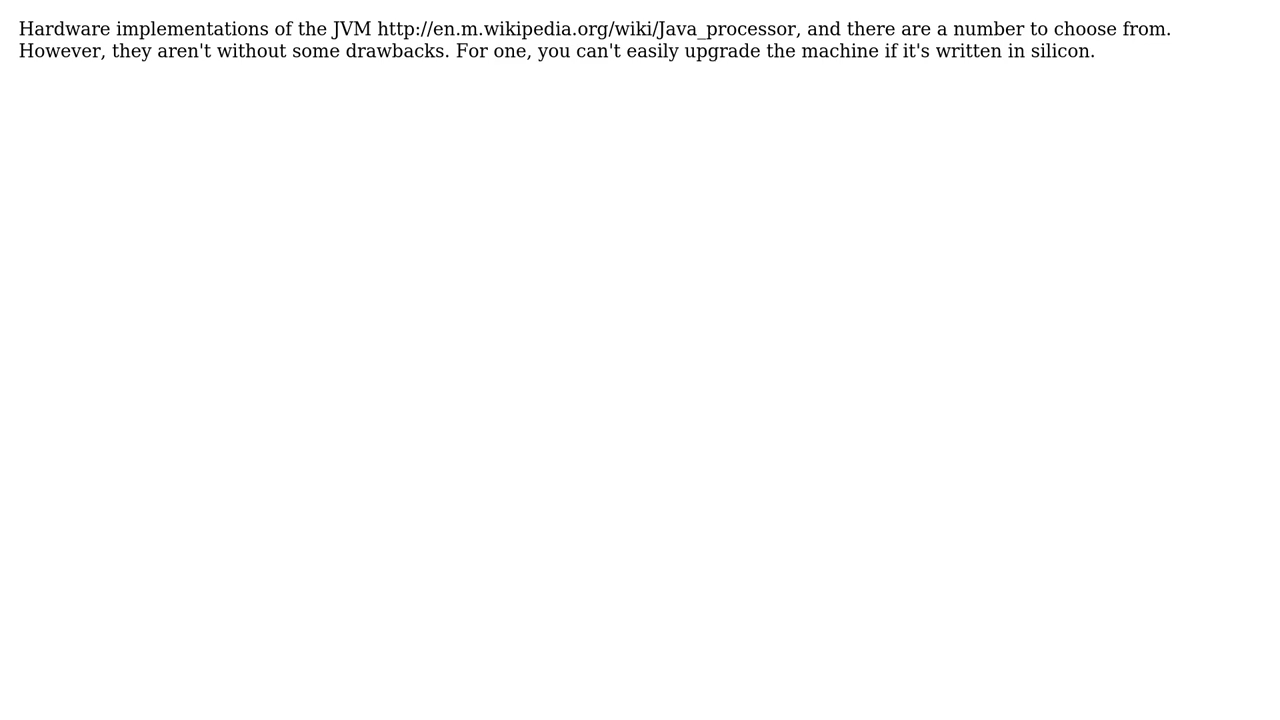 Hardware implementations of the JVM http://en.m.wikipedia.org/wiki/Java_processor, and there are a number to choose from.
However, they aren't without some drawbacks. For one, you can't easily upgrade the machine if it's written in silicon.